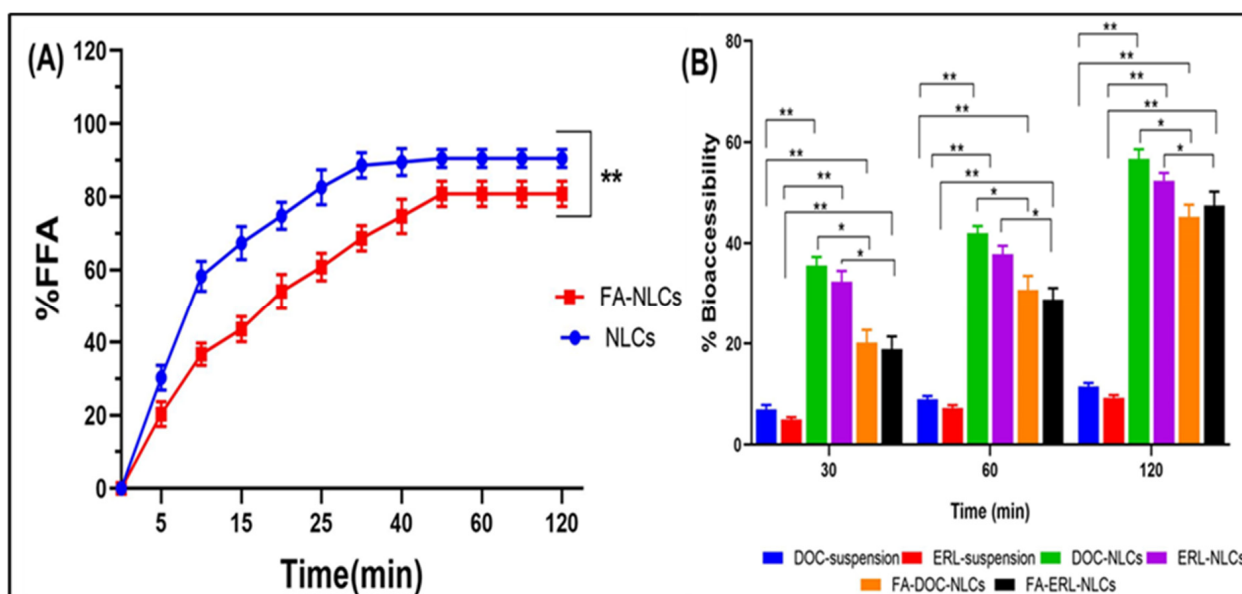 (A)
120
100
80
60
40
20
0
%FFA
5 15 25 40 60 120
Time(min)
**
FA-NLCs
NLCs
(B)
80
60
40
20
0
% Bioaccessibility
** ** ** ** * *
** ** ** ** * *
** ** ** ** * *
30 60 120
Time (min)
DOC-suspension ERL-suspension DOC-NLCs ERL-NLCs
FA-DOC-NLCs FA-ERL-NLCs